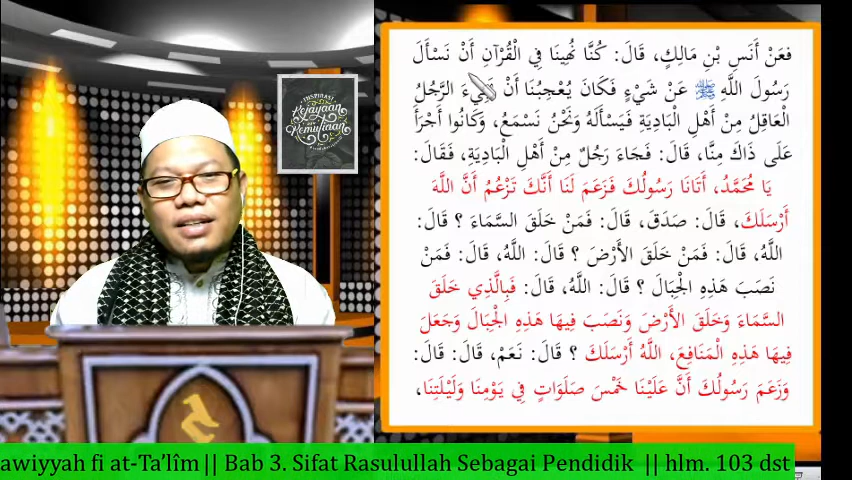 INSPIRASI
Kejayaan
Kemuliaan
فعَنْ أَنَسِ بْنِ مَالِكٍ، قَالَ: كُنَّا نُهِينَا فِي الْقُرْآنِ أَنْ نَسْأَلَ
رَسُولَ اللَّهِ ﷺ عَنْ شَيْءٍ فَكَانَ يُعْجِبُنَا أَنْ يَجِيءَ الرَّجُلُ
الْعَاقِلُ مِنْ أَهْلِ الْبَادِيَةِ فَيَسْأَلَهُ وَنَحْنُ نَسْمَعُ، وَكَانُوا أَجْرَأَ
عَلَى ذَاكَ مِنَّا، قَالَ: فَجَاءَ رَجُلٌ مِنْ أَهْلِ الْبَادِيَةِ، فَقَالَ:
يَا مُحَمَّدُ، أَتَانَا رَسُولُكَ فَزَعَمَ لَنَا أَنَّكَ تَزْعُمُ أَنَّ اللَّهَ
أَرْسَلَكَ، قَالَ: صَدَقَ، قَالَ: فَمَنْ خَلَقَ السَّمَاءَ ؟ قَالَ:
اللَّهُ، قَالَ: فَمَنْ خَلَقَ الأَرْضَ ؟ قَالَ: اللَّهُ، قَالَ: فَمَنْ
نَصَبَ هَذِهِ الْجِبَالَ ؟ قَالَ: اللَّهُ، قَالَ: فَبِالَّذِي خَلَقَ
السَّمَاءَ وَخَلَقَ الأَرْضَ وَنَصَبَ فِيهَا هَذِهِ الْجِبَالَ وَجَعَلَ
فِيهَا هَذِهِ الْمَنَافِعَ، اللَّهُ أَرْسَلَكَ ؟ قَالَ: نَعَمْ، قَالَ: قَالَ:
وَزَعَمَ رَسُولُكَ أَنَّ عَلَيْنَا خَمْسَ صَلَوَاتٍ فِي يَوْمِنَا وَلَيْلَتِنَا،
awiyyah fi at-Ta’lîm || Bab 3. Sifat Rasulullah Sebagai Pendidik || hlm. 103 dst